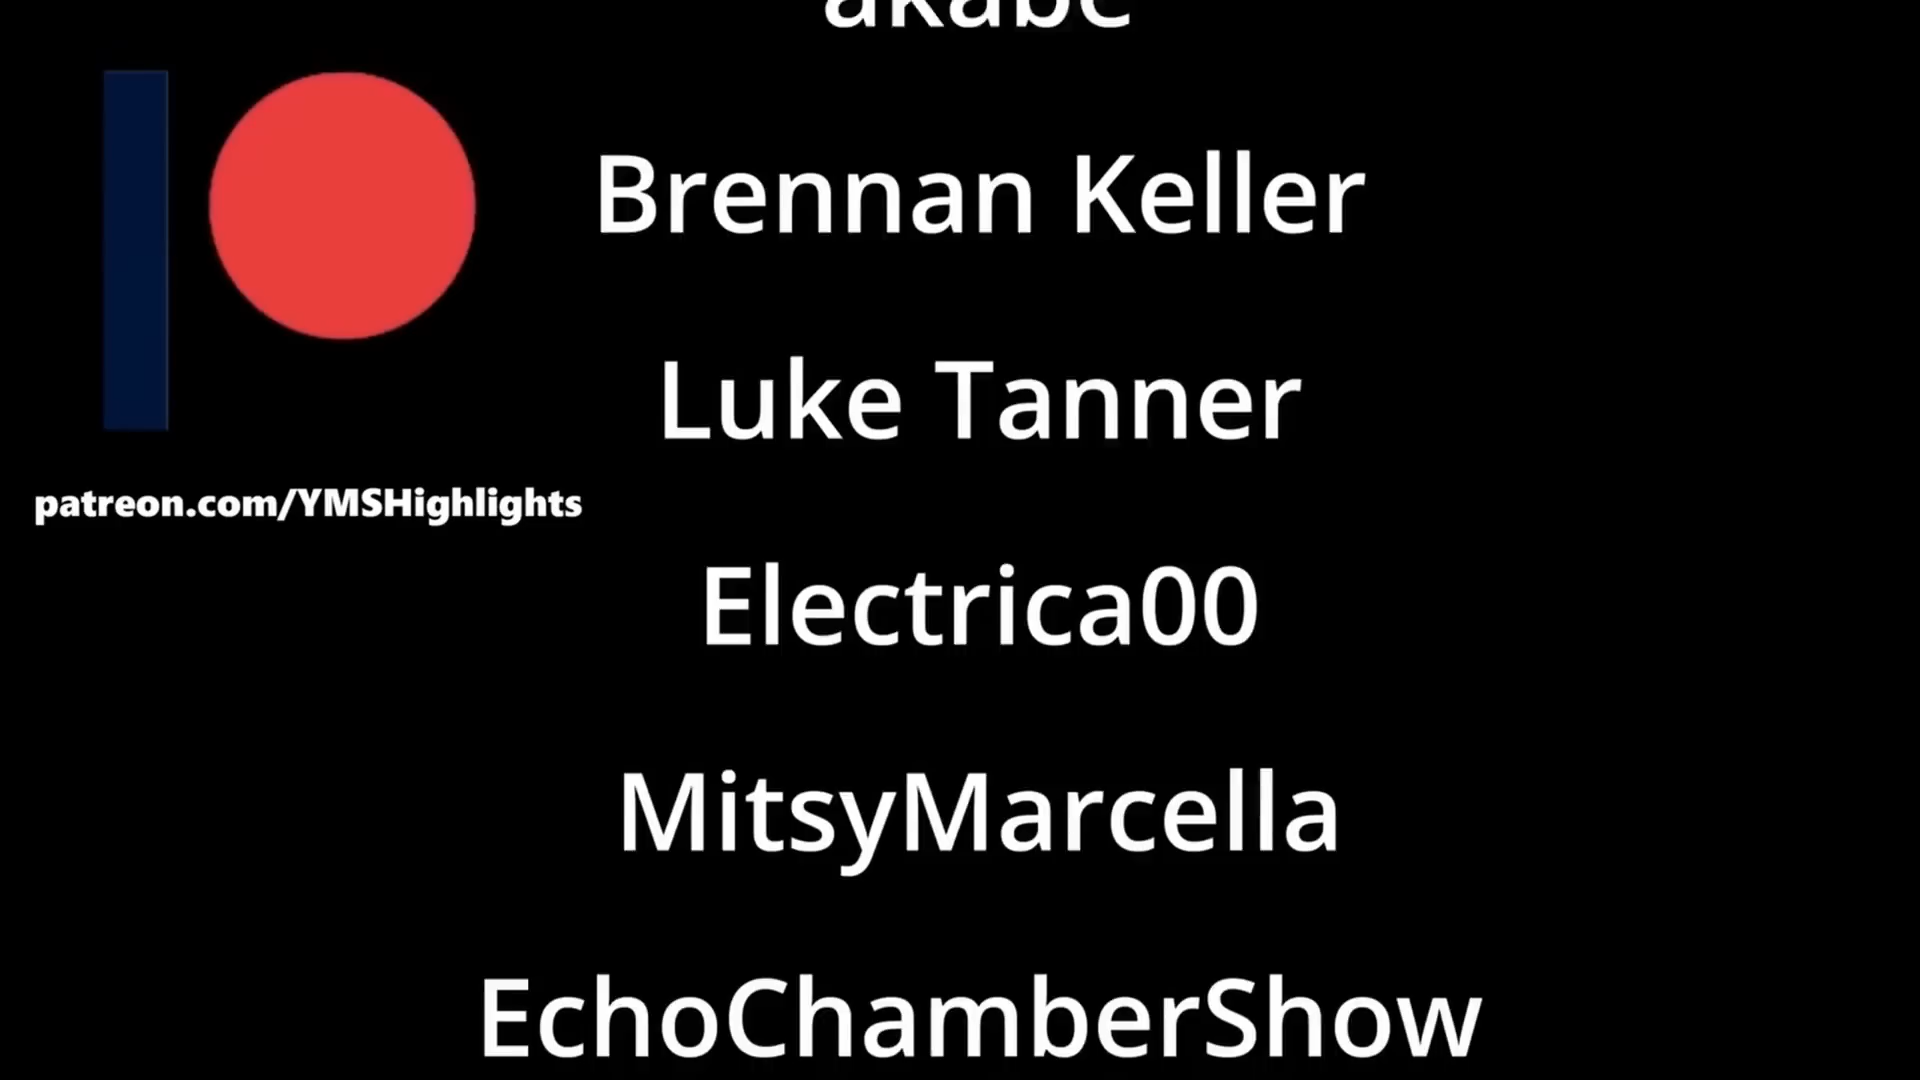 Brennan Keller
Luke Tanner
patreon.com/YMSHighlights
Electrica00
MitsyMarcella
EchoChamberShow